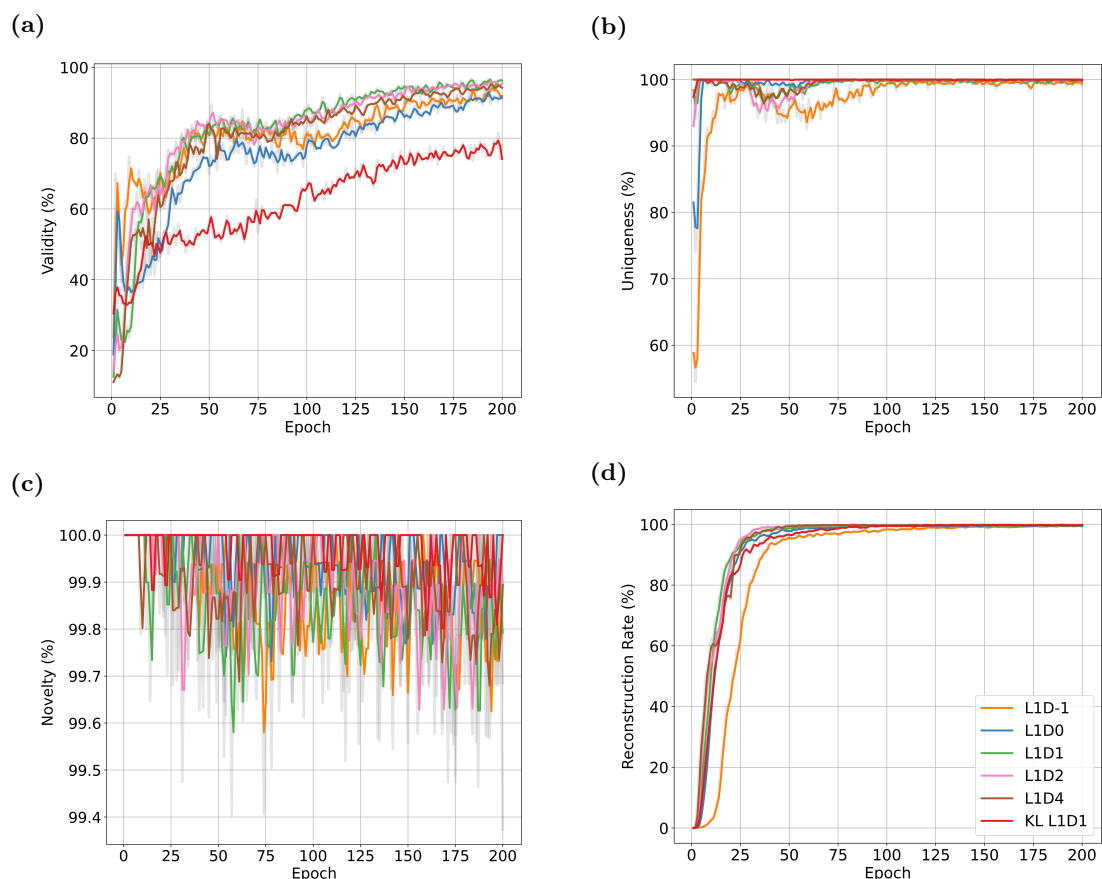 (a)
100
80
60
40
20
Validity (%)
0 25 50 75 100 125 150 175 200
Epoch
(b)
100
90
80
70
60
Uniqueness (%)
0 25 50 75 100 125 150 175 200
Epoch
(c)
100.0
99.9
99.8
99.7
99.6
99.5
99.4
Novelty (%)
0 25 50 75 100 125 150 175 200
Epoch
(d)
100
80
60
40
20
0
Reconstruction Rate (%)
0 25 50 75 100 125 150 175 200
Epoch
L1D-1
L1D0
L1D1
L1D2
L1D4
KL L1D1